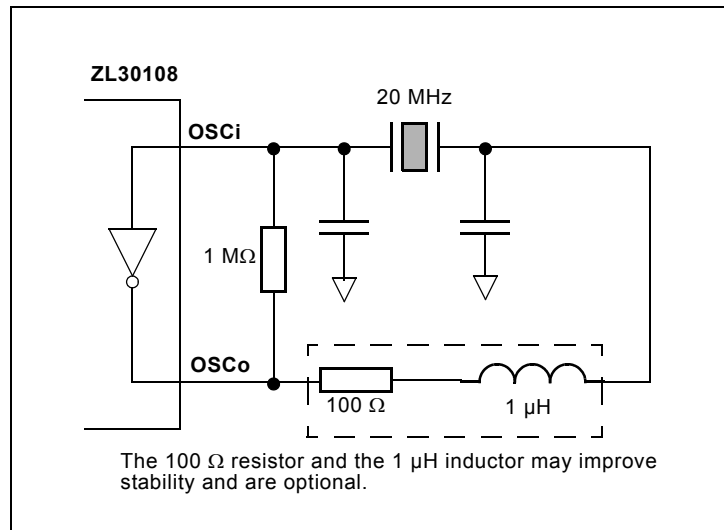 ZL30108
20 MHz
OSCi
1 MΩ
OSCo
100 Ω
1 µH
The 100 Ω resistor and the 1 µH inductor may improve
stability and are optional.